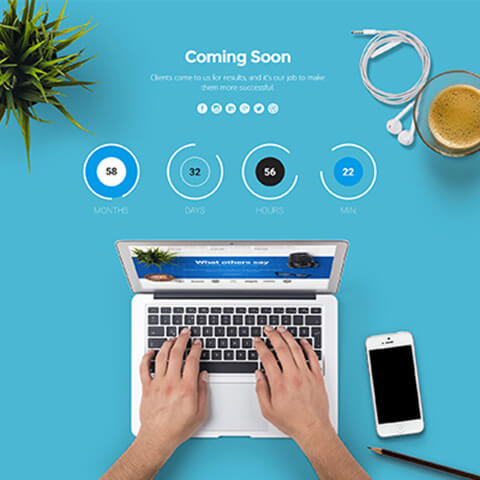 Coming Soon
Clients come to us for results, and it's our job to make
them more successful.
58
32
56
22
MONTHS
DAYS
HOURS
MIN
What others say